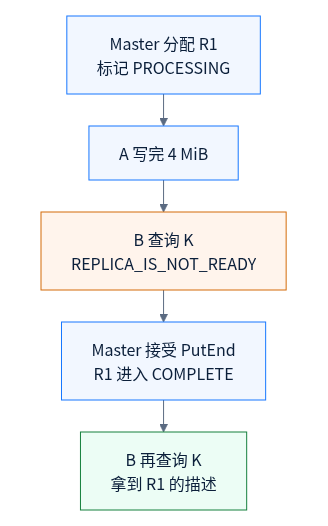 Master 分配 R1
标记 PROCESSING
A 写完 4 MiB
B 查询 K
REPLICA_IS_NOT_READY
Master 接受 PutEnd
R1 进入 COMPLETE
B 再查询 K
拿到 R1 的描述